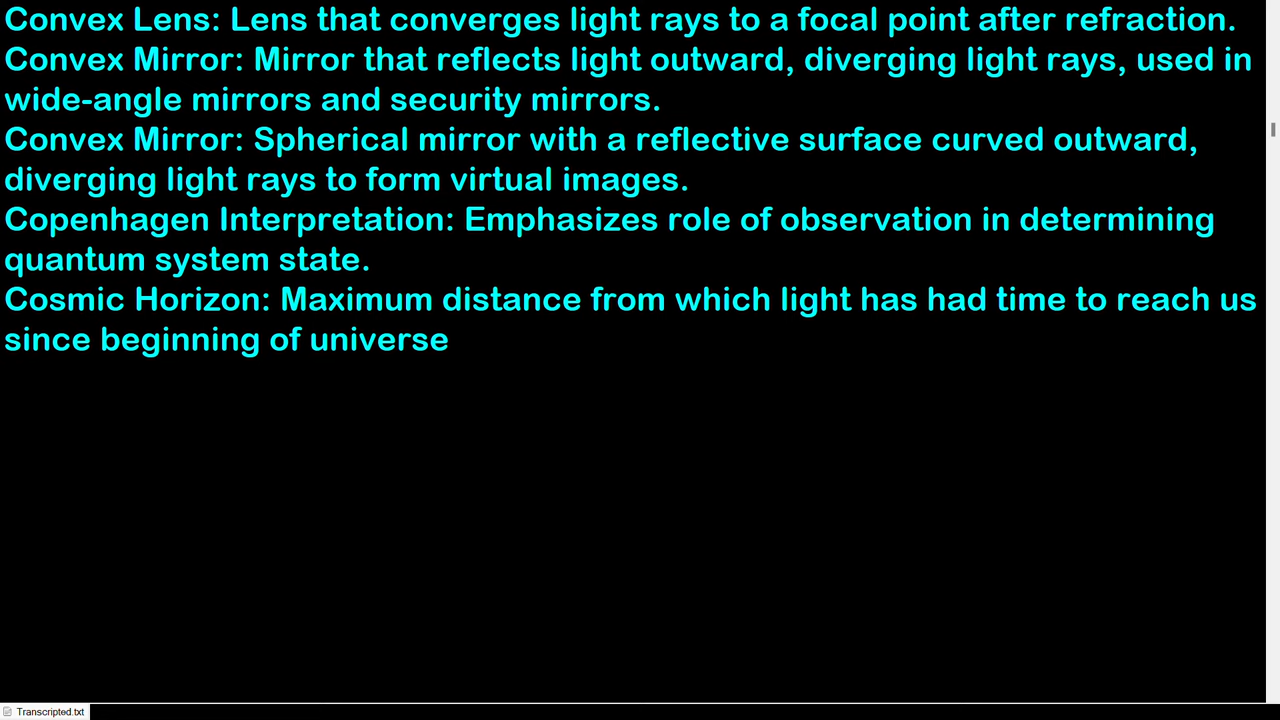 Convex Lens: Lens that converges light rays to a focal point after refraction.
Convex Mirror: Mirror that reflects light outward, diverging light rays, used in
wide-angle mirrors and security mirrors.
Convex Mirror: Spherical mirror with a reflective surface curved outward,
diverging light rays to form virtual images.
Copenhagen Interpretation: Emphasizes role of observation in determining
quantum system state.
Cosmic Horizon: Maximum distance from which light has had time to reach us
since beginning of universe
Transcripted.txt